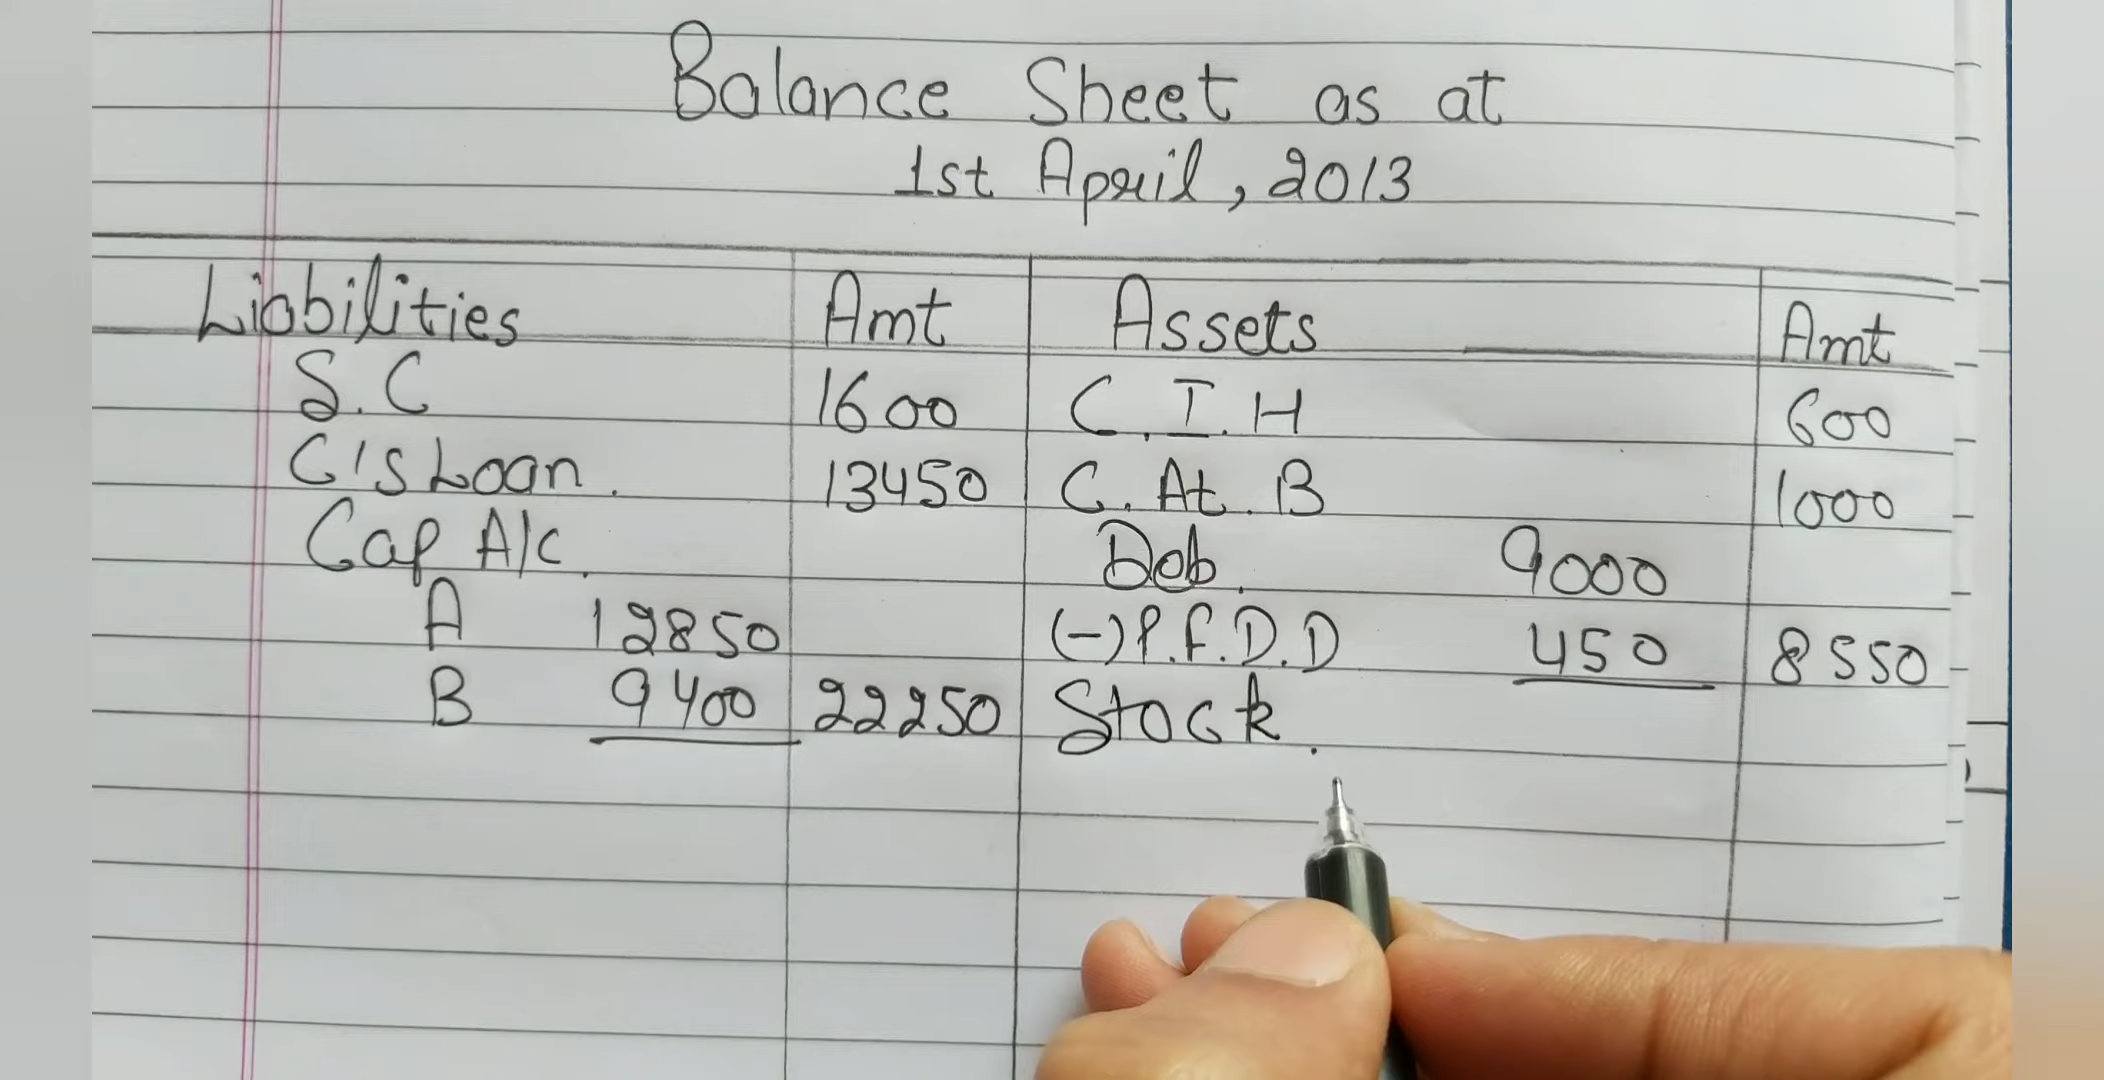 Balance Sheet as at
1st April, 2013
Liabilities Amt Assets Amt
S.C 1600 C.I.H 600
C's Loan. 13450 C. At. B 1000
Cap A/c. Deb. 9000
A 12850 (-) P.F.D.D 450 8550
B 9400 22250 Stock.